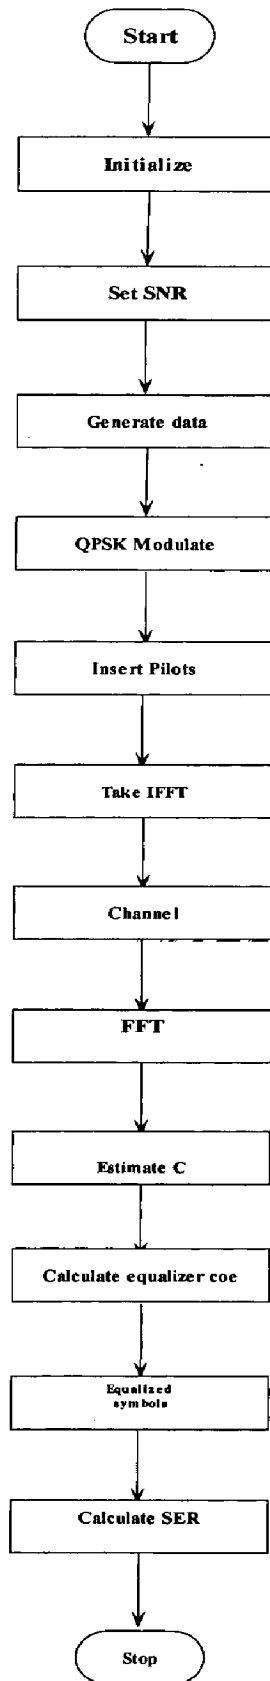 Start
Initialize
Set SNR
Generate data
QPSK Modulate
Insert Pilots
Take IFFT
Channel
FFT
Estimate C
Calculate equalizer coe
Equalized
symbols
Calculate SER
Stop